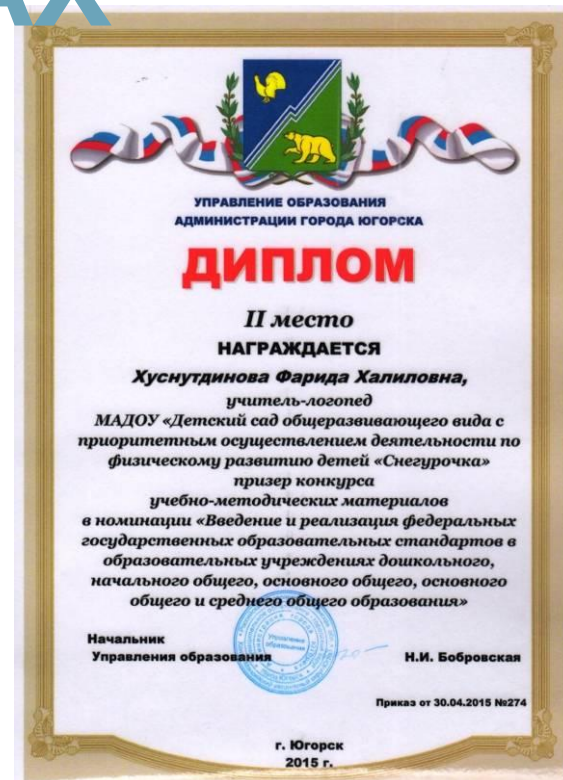 АХ
УПРАВЛЕНИЕ ОБРАЗОВАНИЯ
АДМИНИСТРАЦИИ ГОРОДА ЮГОРСКА
ДИПЛОМ
II место
НАГРАЖДАЕТСЯ
Хуснутдинова Фарида Халиловна,
учитель-логопед
МАДОУ «Детский сад общеразвивающего вида с
приоритетным осуществлением деятельности по
физическому развитию детей «Снегурочка»
призер конкурса
учебно-методических материалов
в номинации «Введение и реализация федеральных
государственных образовательных стандартов в
образовательных учреждениях дошкольного,
начального общего, основного общего, основного
общего и среднего общего образования»
Начальник
Управления образования
Управление
образования
Н.И. Бобровская
Приказ от 30.04.2015 №274
г. Югорск
2015 г.